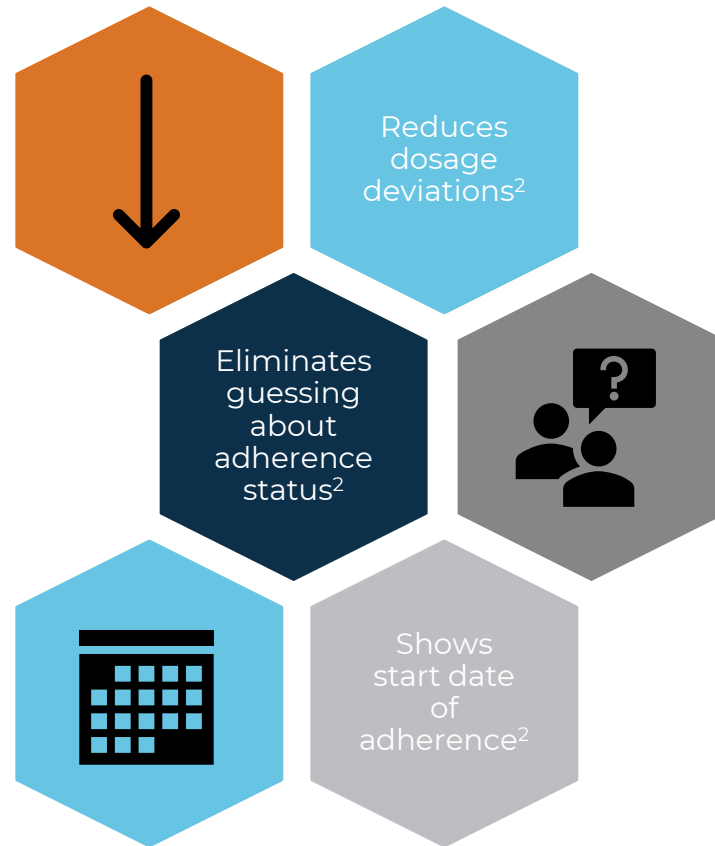 Reduces
dosage
deviations²
Eliminates
guessing
about
adherence
status²
?
Shows
start date
of
adherence²